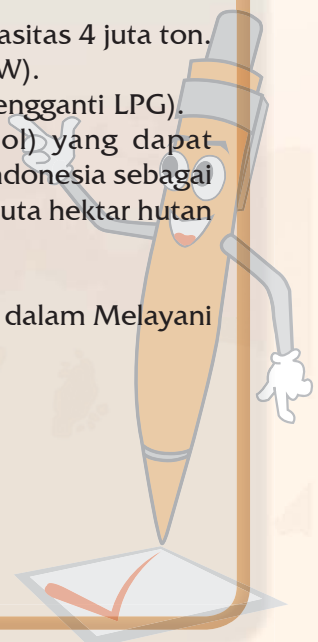 asitas 4 juta ton.
W).
engganti LPG).
ol) yang dapat
ndonesia sebagai
uta hektar hutan
dalam Melayani